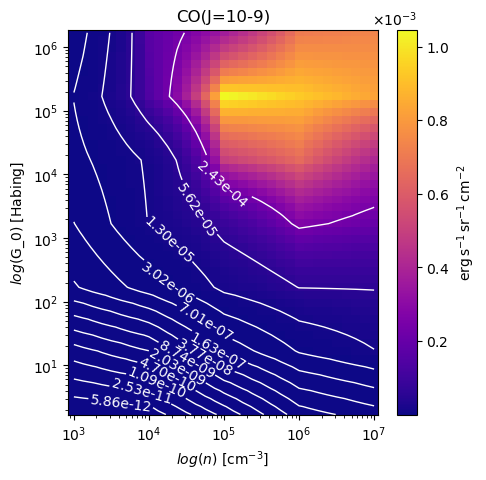 CO(J=10-9)
×10⁻³
10⁶
10⁵
10⁴
10³
10²
10¹
log(G_0) [Habing]
2.43e-04
5.62e-05
1.30e-05
3.02e-06
7.01e-07
1.63e-07
3.77e-08
8.74e-09
2.03e-09
4.70e-10
1.09e-10
2.53e-11
5.86e-12
10³ 10⁴ 10⁵ 10⁶ 10⁷
log(n) [cm⁻³]
1.0
0.8
0.6
0.4
0.2
erg s⁻¹ sr⁻¹ cm⁻²